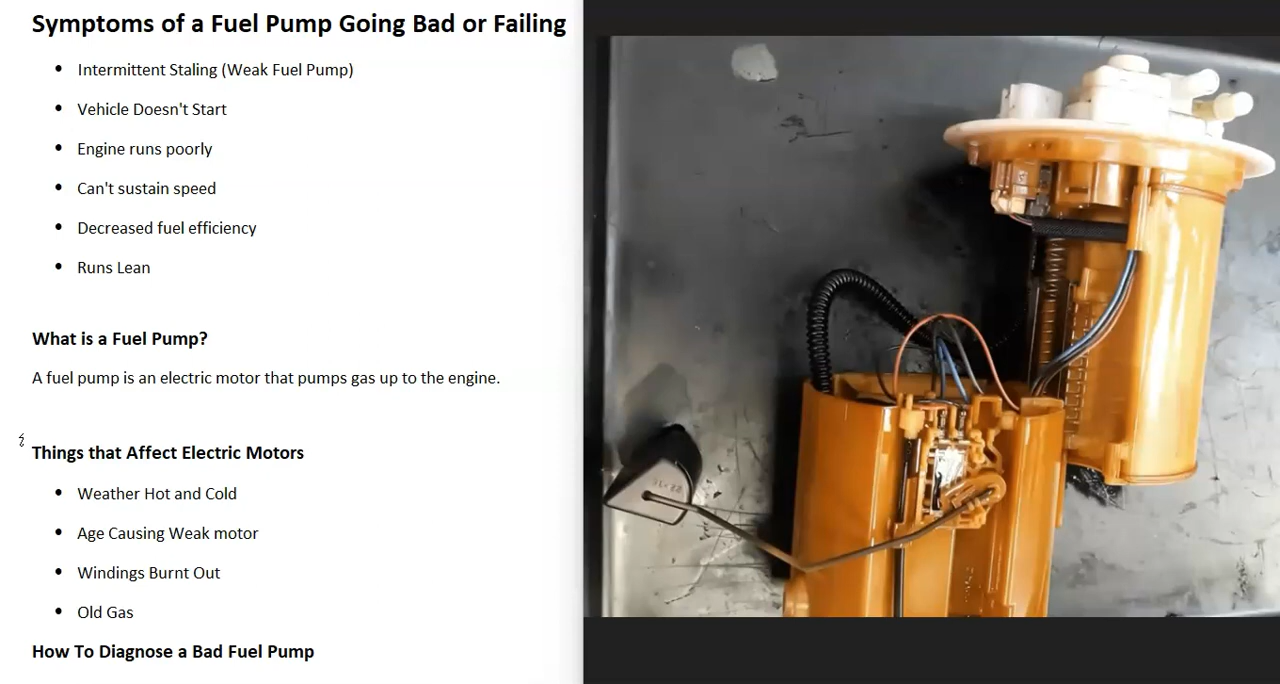 Symptoms of a Fuel Pump Going Bad or Failing
Intermittent Staling (Weak Fuel Pump)
Vehicle Doesn't Start
Engine runs poorly
Can't sustain speed
Decreased fuel efficiency
Runs Lean
What is a Fuel Pump?
A fuel pump is an electric motor that pumps gas up to the engine.
Things that Affect Electric Motors
Weather Hot and Cold
Age Causing Weak motor
Windings Burnt Out
Old Gas
How To Diagnose a Bad Fuel Pump